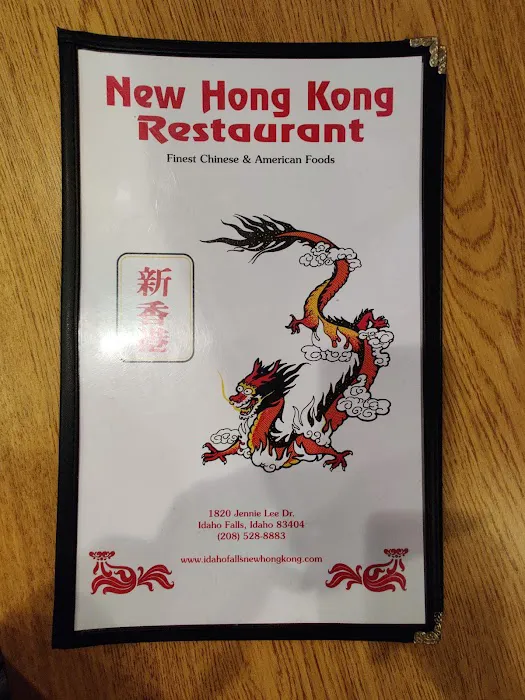 New Hong Kong
Restaurant
Finest Chinese & American Foods
新
香
港
1820 Jennie Lee Dr.
Idaho Falls, Idaho 83404
(208) 528-8883
www.idahofallsnewhongkong.com